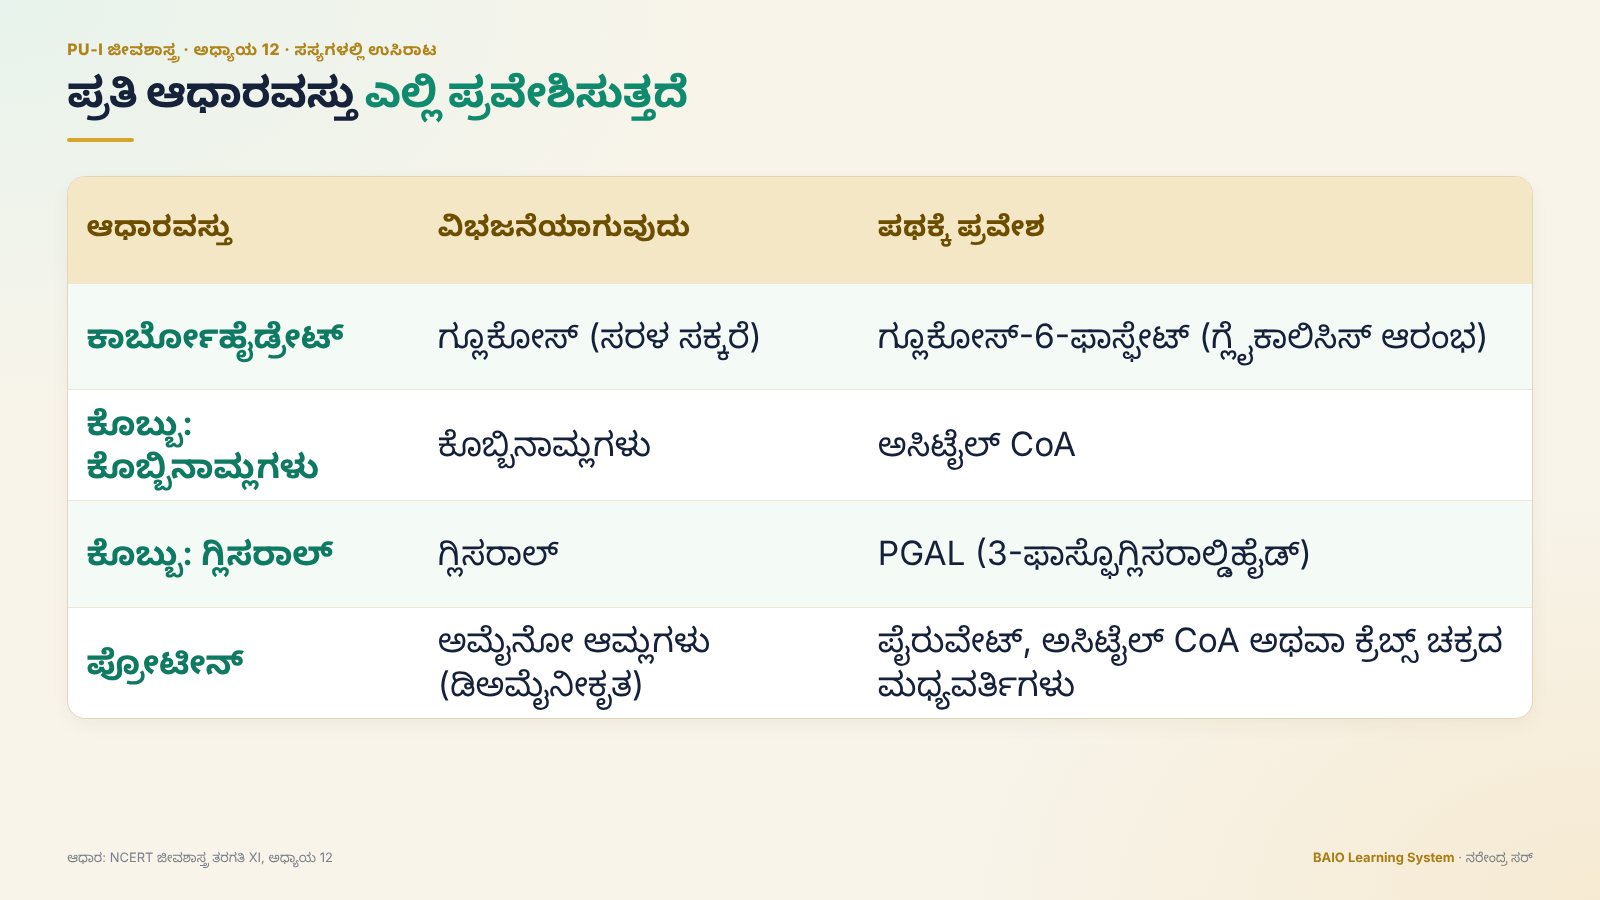 PU-I ಜೀವಶಾಸ್ತ್ರ · ಅಧ್ಯಾಯ 12 · ಸಸ್ಯಗಳಲ್ಲಿ ಉಸಿರಾಟ
ಪ್ರತಿ ಆಧಾರವಸ್ತು ಎಲ್ಲಿ ಪ್ರವೇಶಿಸುತ್ತದೆ
ಆಧಾರವಸ್ತು ವಿಭಜನೆಯಾಗುವುದು ಪಥಕ್ಕೆ ಪ್ರವೇಶ
ಕಾರ್ಬೋಹೈಡ್ರೇಟ್ ಗ್ಲೂಕೋಸ್ (ಸರಳ ಸಕ್ಕರೆ) ಗ್ಲೂಕೋಸ್-6-ಫಾಸ್ಫೇಟ್ (ಗ್ಲೈಕಾಲಿಸಿಸ್ ಆರಂಭ)
ಕೊಬ್ಬು:
ಕೊಬ್ಬಿನಾಮ್ಲಗಳು ಕೊಬ್ಬಿನಾಮ್ಲಗಳು ಅಸಿಟೈಲ್ CoA
ಕೊಬ್ಬು: ಗ್ಲಿಸರಾಲ್ ಗ್ಲಿಸರಾಲ್ PGAL (3-ಫಾಸ್ಫೊಗ್ಲಿಸರಾಲ್ಡಿಹೈಡ್)
ಪ್ರೋಟೀನ್ ಅಮೈನೋ ಆಮ್ಲಗಳು
(ಡಿಅಮೈನೀಕೃತ) ಪೈರುವೇಟ್, ಅಸಿಟೈಲ್ CoA ಅಥವಾ ಕ್ರೆಬ್ಸ್ ಚಕ್ರದ
ಮಧ್ಯವರ್ತಿಗಳು
ಆಧಾರ: NCERT ಜೀವಶಾಸ್ತ್ರ ತರಗತಿ XI, ಅಧ್ಯಾಯ 12
BAIO Learning System · ನರೇಂದ್ರ ಸರ್